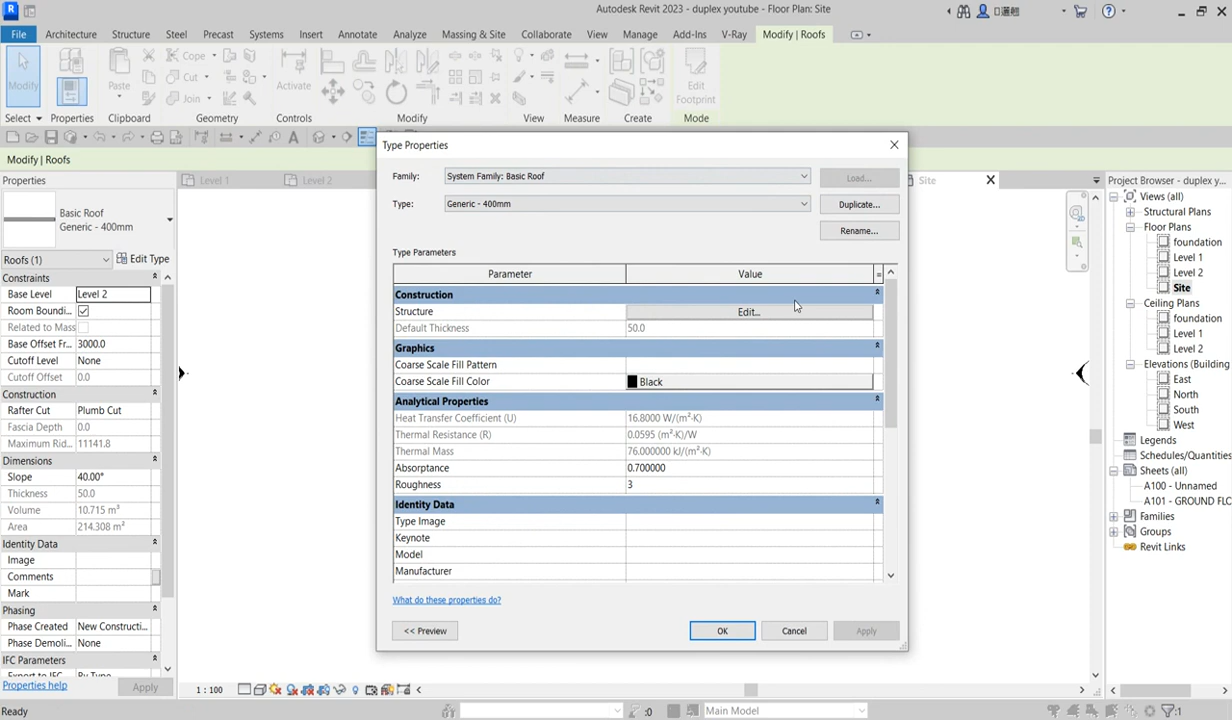 Autodesk Revit 2023 - duplex youtube - Floor Plan: Site
File Architecture Structure Steel Precast Systems Insert Annotate Analyze Massing & Site Collaborate View Manage Add-Ins V-Ray Modify | Roofs
Cope
Cut
Join
Modify Paste Activate Edit
Footprint
Select Properties Clipboard Geometry Controls Modify View Measure Create Mode
Modify | Roofs
Properties
Level 1 Level 2 Site
Basic Roof
Generic - 400mm
Roofs (1) Edit Type
Constraints
Base Level Level 2
Room Boundi...
Related to Mass
Base Offset Fr... 3000.0
Cutoff Level None
Cutoff Offset 0.0
Construction
Rafter Cut Plumb Cut
Fascia Depth 0.0
Maximum Rid... 11141.8
Dimensions
Slope 40.00°
Thickness 50.0
Volume 10.715 m³
Area 214.308 m²
Identity Data
Image
Comments
Mark
Phasing
Phase Created New Constructi...
Phase Demoli... None
IFC Parameters
Export to IFC By Type
Properties help Apply
Type Properties
Family: System Family: Basic Roof Load...
Type: Generic - 400mm Duplicate...
Rename...
Type Parameters
Parameter Value =
Construction
Structure Edit...
Default Thickness 50.0
Graphics
Coarse Scale Fill Pattern
Coarse Scale Fill Color Black
Analytical Properties
Heat Transfer Coefficient (U) 16.8000 W/(m²·K)
Thermal Resistance (R) 0.0595 (m²·K)/W
Thermal Mass 76.000000 kJ/(m²·K)
Absorptance 0.700000
Roughness 3
Identity Data
Type Image
Keynote
Model
Manufacturer
What do these properties do?
<< Preview OK Cancel Apply
Project Browser - duplex y...
Views (all)
Structural Plans
Floor Plans
foundation
Level 1
Level 2
Site
Ceiling Plans
foundation
Level 1
Level 2
Elevations (Building
East
North
South
West
Legends
Schedules/Quantities
Sheets (all)
A100 - Unnamed
A101 - GROUND FLO
Families
Groups
Revit Links
1 : 100
Ready :0 Main Model :1